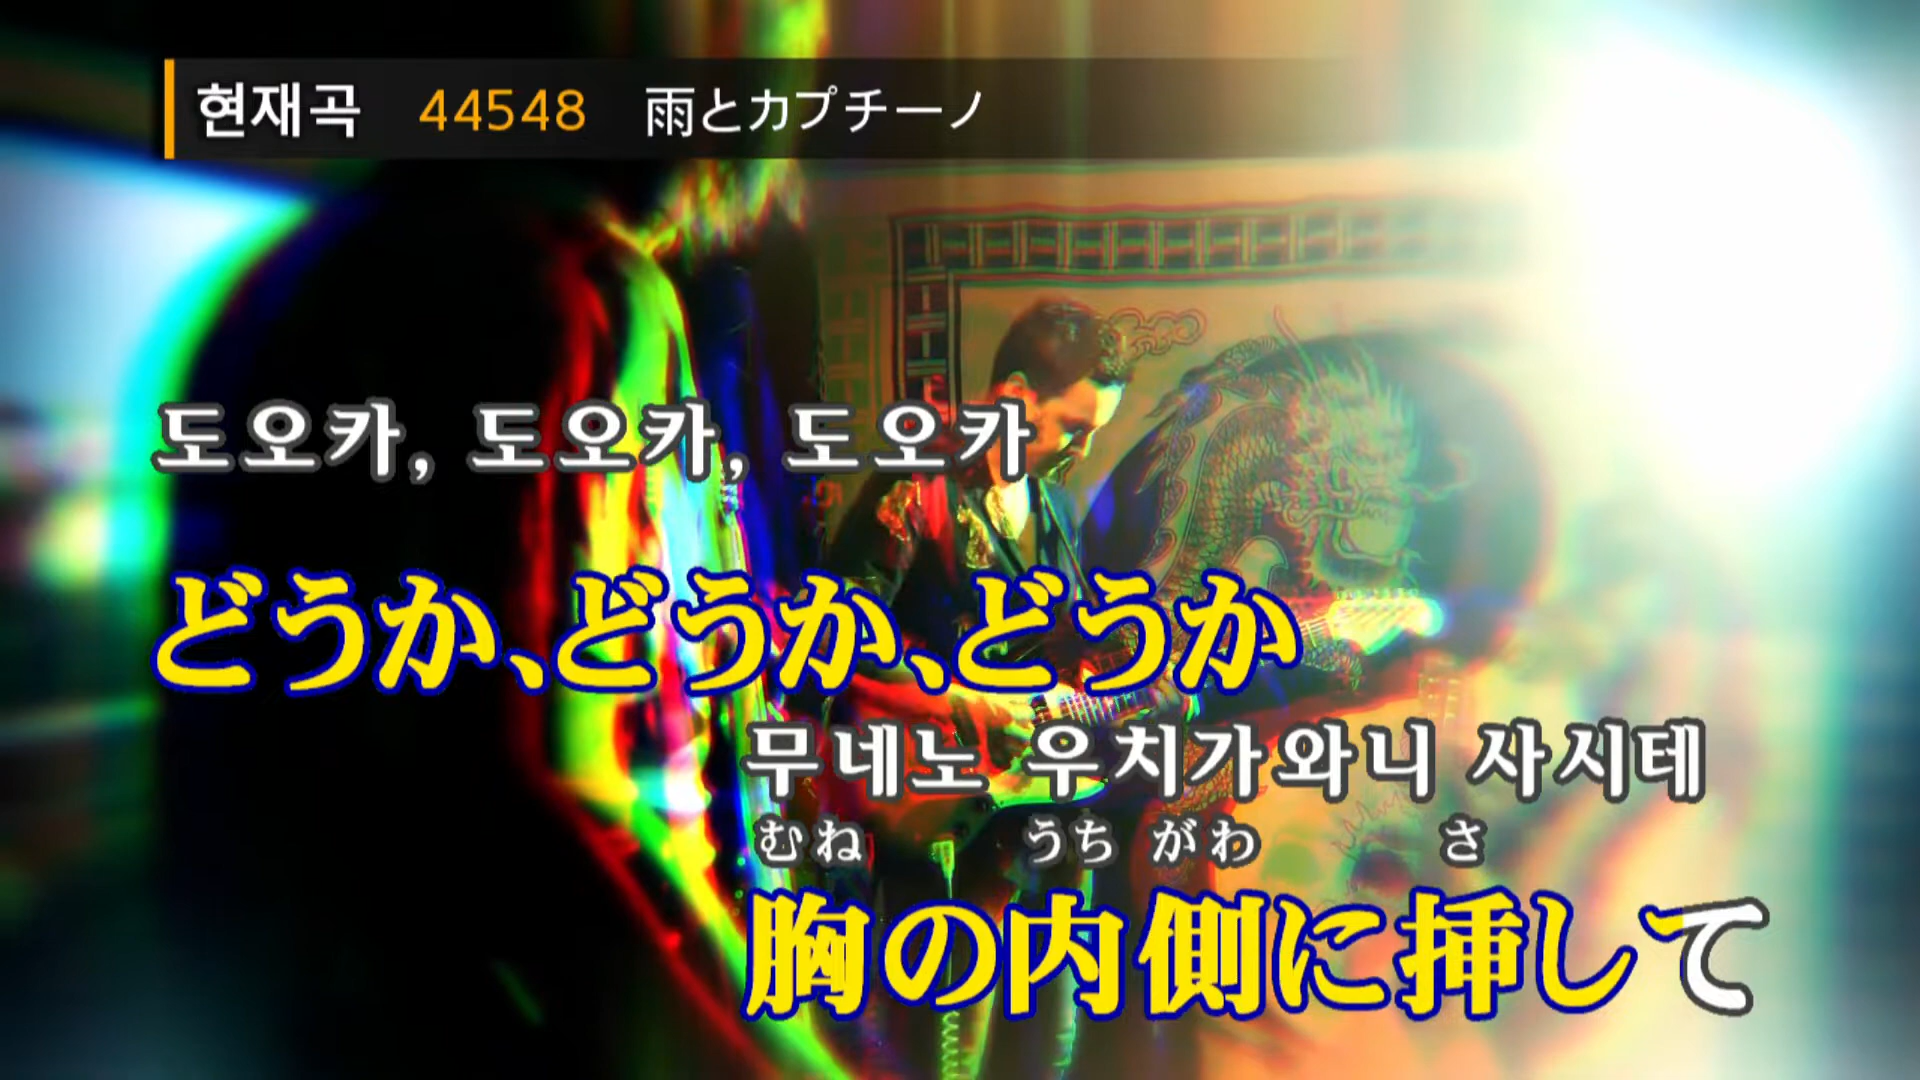 현재곡 44548 雨とカプチーノ
도오카, 도오카, 도오카
どうか、どうか、どうか
무네노 우치가와니 사시테
むね うち がわ さ
胸の内側に挿して